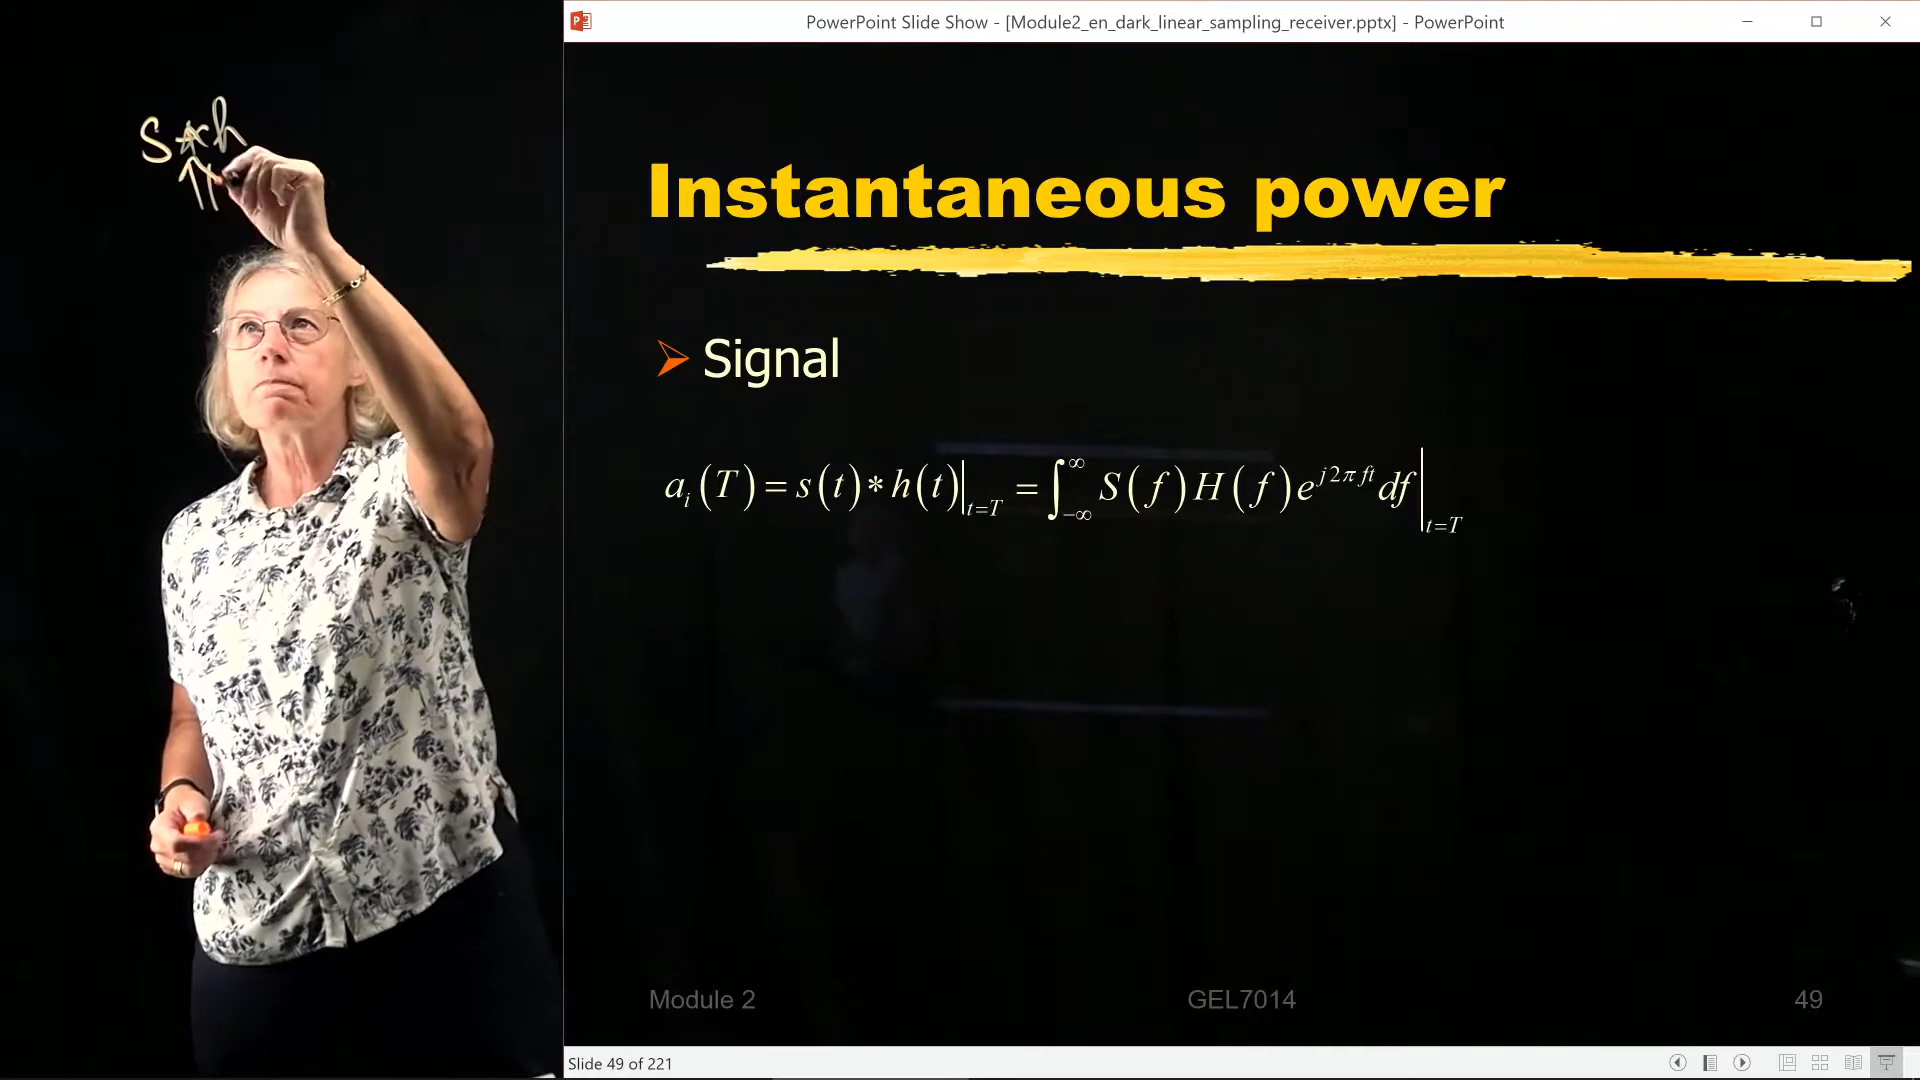 PowerPoint Slide Show - [Module2_en_dark_linear_sampling_receiver.pptx] - PowerPoint
S*h
Instantaneous power
Signal
a_i(T) = s(t) * h(t)|_{t=T} = ∫_{-∞}^{∞} S(f) H(f) e^{j2πft} df|_{t=T}
Module 2 GEL7014 49
Slide 49 of 221